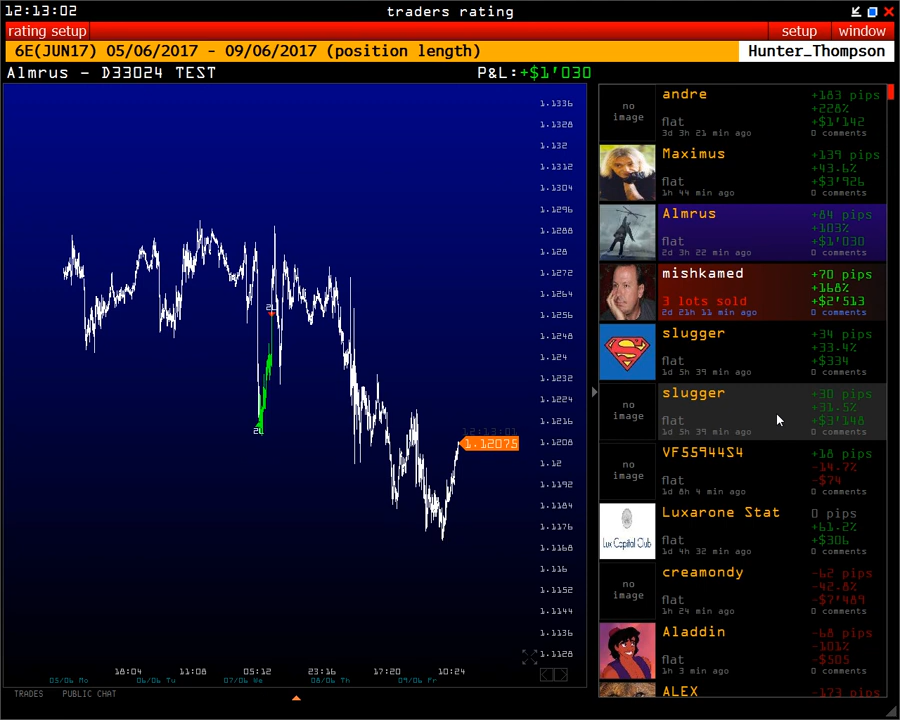 12:13:02
traders rating
rating setup
setup
window
6E(JUN17) 05/06/2017 - 09/06/2017 (position length)
Hunter_Thompson
Almrus - D33024 TEST
P&L:+$1'030
1.1336
1.1328
1.132
1.1312
1.1304
1.1296
1.1288
1.128
1.1272
1.1264
1.1256
1.1248
1.124
1.1232
1.1224
1.1216
1.1208
1.12
1.1192
1.1184
1.1176
1.1168
1.116
1.1152
1.1144
1.1136
1.1128
2L
2L
12:13:01
1.12075
18:04
11:08
05:12
23:16
17:20
10:24
05/06 Mo
06/06 Tu
07/06 We
08/06 Th
09/06 Fr
TRADES
PUBLIC CHAT
no image
andre
+183 pips
+228%
flat
+$1'142
3d 3h 21 min ago
0 comments
Maximus
+139 pips
+43.6%
flat
+$3'926
1h 44 min ago
0 comments
Almrus
+84 pips
+103%
flat
+$1'030
2d 3h 22 min ago
0 comments
mishkamed
+70 pips
+168%
3 lots sold
+$2'513
2d 21h 11 min ago
0 comments
slugger
+34 pips
+33.4%
flat
+$334
1d 5h 39 min ago
0 comments
no image
slugger
+30 pips
+31.5%
flat
+$3'148
1d 5h 39 min ago
0 comments
no image
VF55944S4
+18 pips
-14.7%
flat
-$74
1d 8h 4 min ago
0 comments
Lux Capital Club
Luxarone Stat
0 pips
+61.2%
flat
+$306
1d 4h 32 min ago
0 comments
no image
creamondy
-62 pips
-42.8%
flat
-$7'489
1h 24 min ago
0 comments
Aladdin
-68 pips
-101%
flat
-$505
1h 3 min ago
0 comments
ALEX
-173 pips